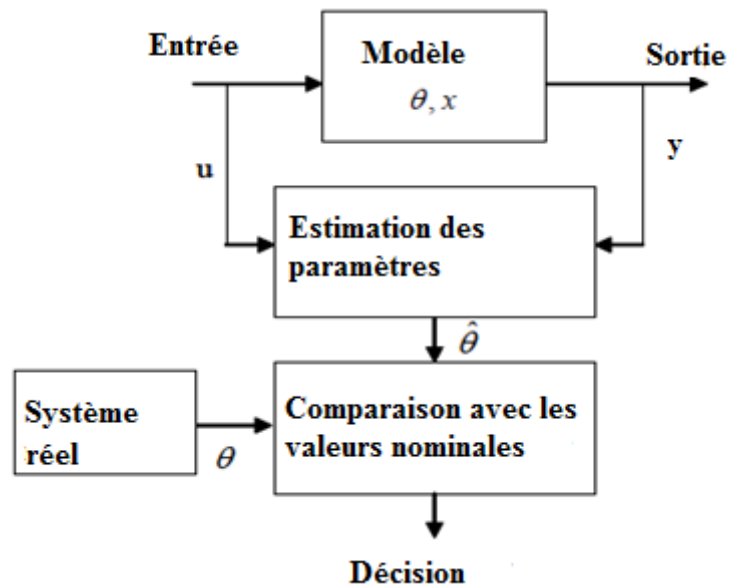 Entrée
Modèle
Sortie
θ, x
u
y
Estimation des
paramètres
θ̂
Système
réel
θ
Comparaison avec les
valeurs nominales
Décision